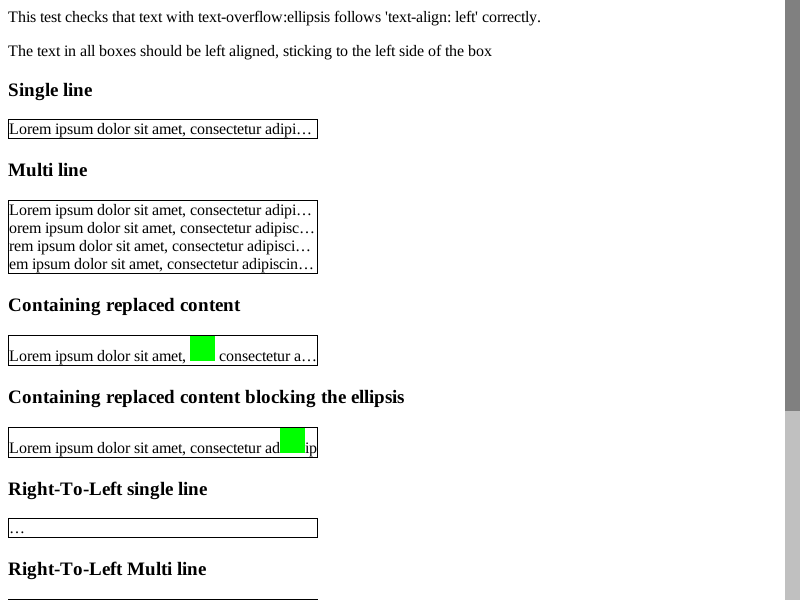 This test checks that text with text-overflow:ellipsis follows 'text-align: left' correctly.
The text in all boxes should be left aligned, sticking to the left side of the box
Single line
Lorem ipsum dolor sit amet, consectetur adipi…
Multi line
Lorem ipsum dolor sit amet, consectetur adipi…
orem ipsum dolor sit amet, consectetur adipisc…
rem ipsum dolor sit amet, consectetur adipisci…
em ipsum dolor sit amet, consectetur adipiscin…
Containing replaced content
Lorem ipsum dolor sit amet, consectetur a…
Containing replaced content blocking the ellipsis
Lorem ipsum dolor sit amet, consectetur ad ip
Right-To-Left single line
…
Right-To-Left Multi line